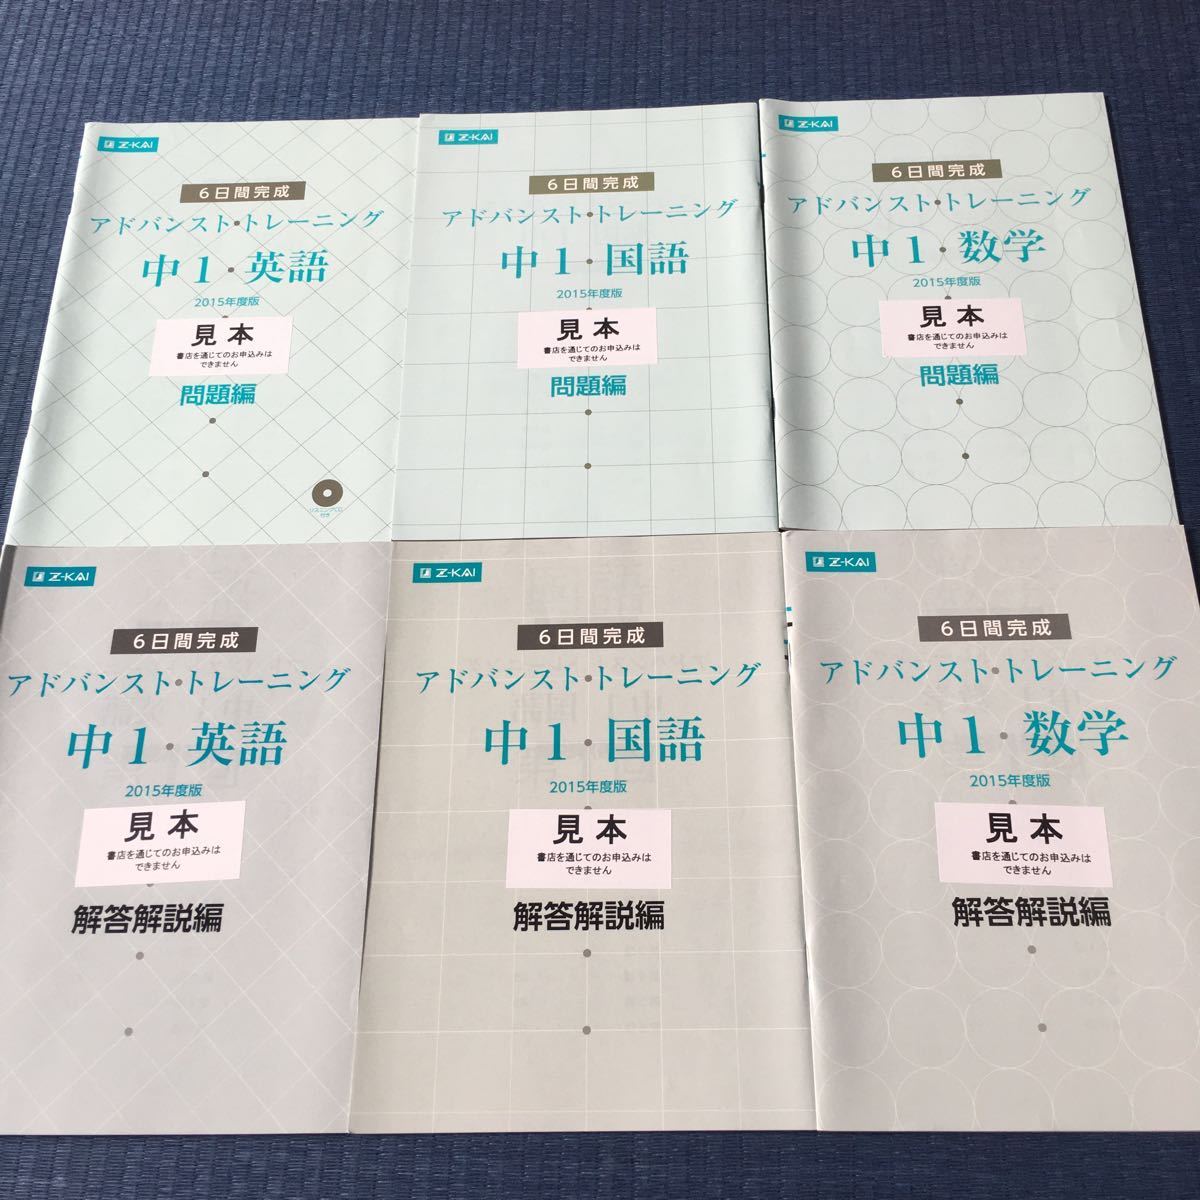 Z-KAI
6日間完成
アドバンスト・トレーニング
中1・英語
2015年度版
見本
書店を通じてのお申込みは
できません
問題編
リスニングCD
付き
Z-KAI
6日間完成
アドバンスト・トレーニング
中1・国語
2015年度版
見本
書店を通じてのお申込みは
できません
問題編
Z-KAI
6日間完成
アドバンスト・トレーニング
中1・数学
2015年度版
見本
書店を通じてのお申込みは
できません
問題編
Z-KAI
6日間完成
アドバンスト・トレーニング
中1・英語
2015年度版
見本
書店を通じてのお申込みは
できません
解答解説編
Z-KAI
6日間完成
アドバンスト・トレーニング
中1・国語
2015年度版
見本
書店を通じてのお申込みは
できません
解答解説編
Z-KAI
6日間完成
アドバンスト・トレーニング
中1・数学
2015年度版
見本
書店を通じてのお申込みは
できません
解答解説編